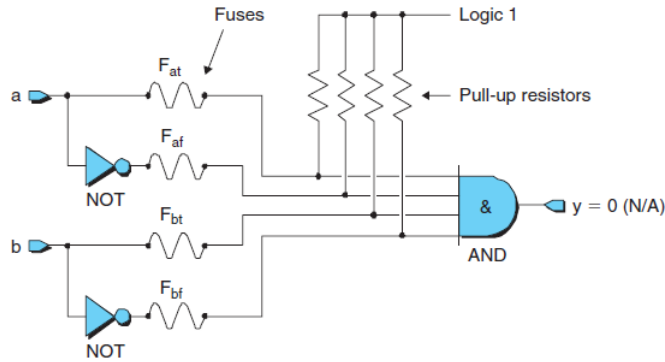 Fuses
Logic 1
Fat
a
Pull-up resistors
Faf
NOT
Fbt
&
y = 0 (N/A)
b
AND
Fbf
NOT